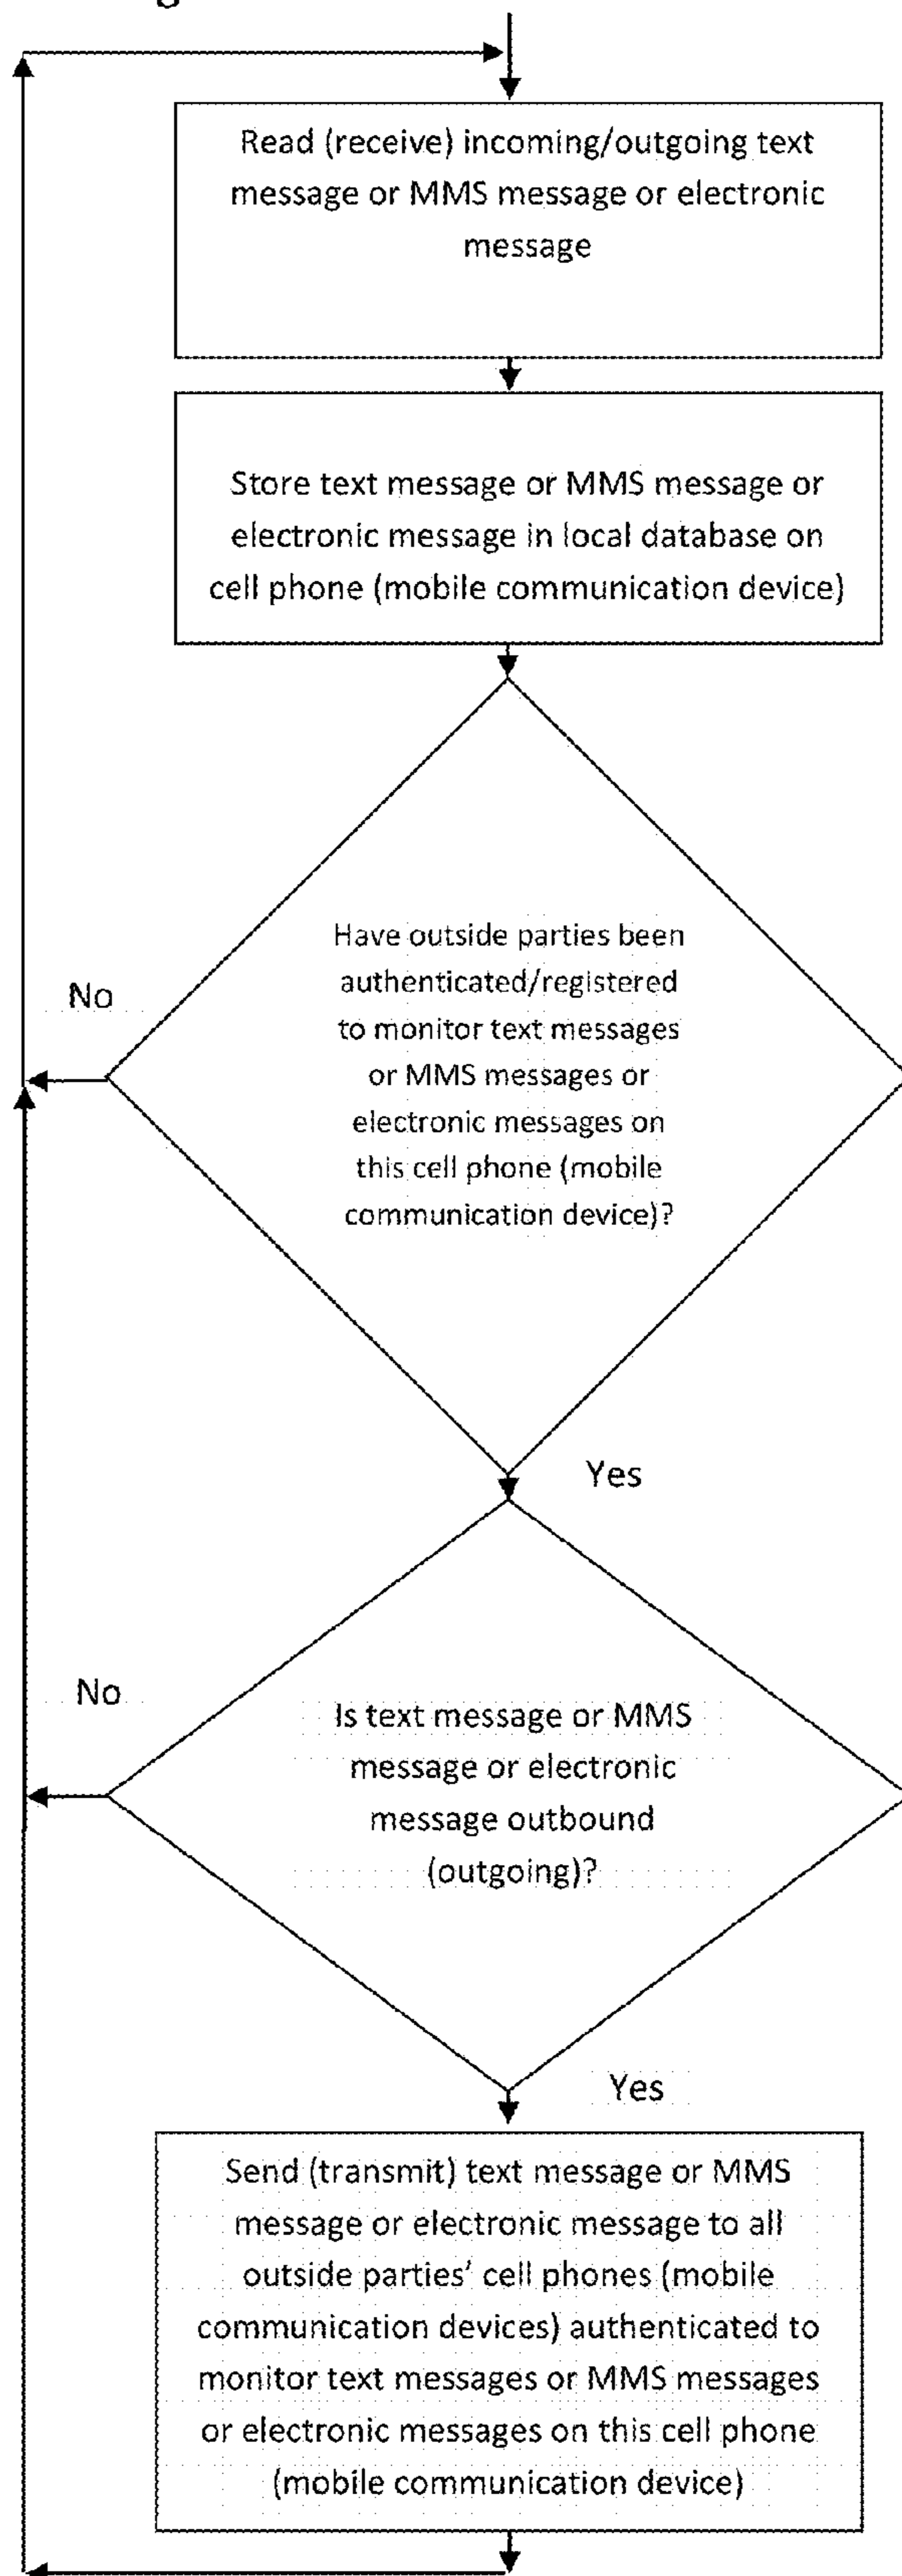 Read (receive) incoming/outgoing text
message or MMS message or electronic
message
Store text message or MMS message or
electronic message in local database on
cell phone (mobile communication device)
Have outside parties been
authenticated/registered
to monitor text messages
or MMS messages or
electronic messages on
this cell phone (mobile
communication device)?
No
Yes
No
Is text message or MMS
message or electronic
message outbound
(outgoing)?
Yes
Send (transmit) text message or MMS
message or electronic message to all
outside parties' cell phones (mobile
communication devices) authenticated to
monitor text messages or MMS messages
or electronic messages on this cell phone
(mobile communication device)